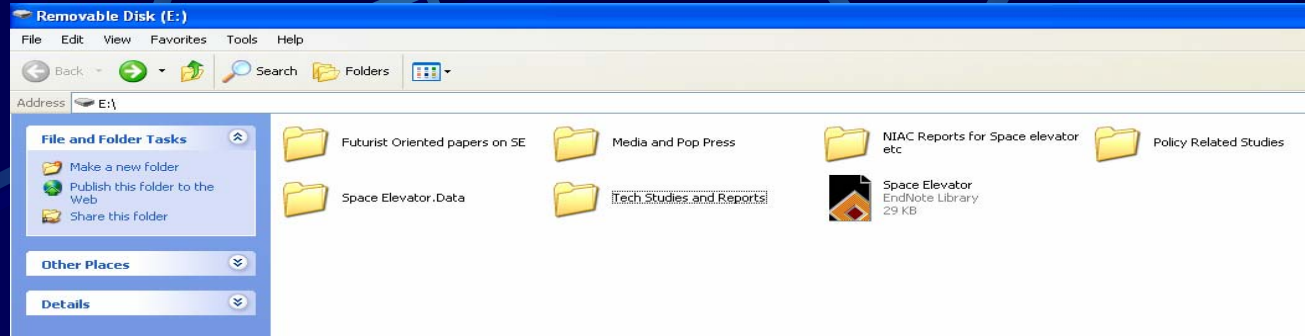 Removable Disk (E:)
File Edit View Favorites Tools Help
Back Search Folders
Address E:\
File and Folder Tasks
Make a new folder
Publish this folder to the
Web
Share this folder
Other Places
Details
Futurist Oriented papers on SE
Media and Pop Press
NIAC Reports for Space elevator
etc
Policy Related Studies
Space Elevator.Data
Tech Studies and Reports
Space Elevator
EndNote Library
29 KB